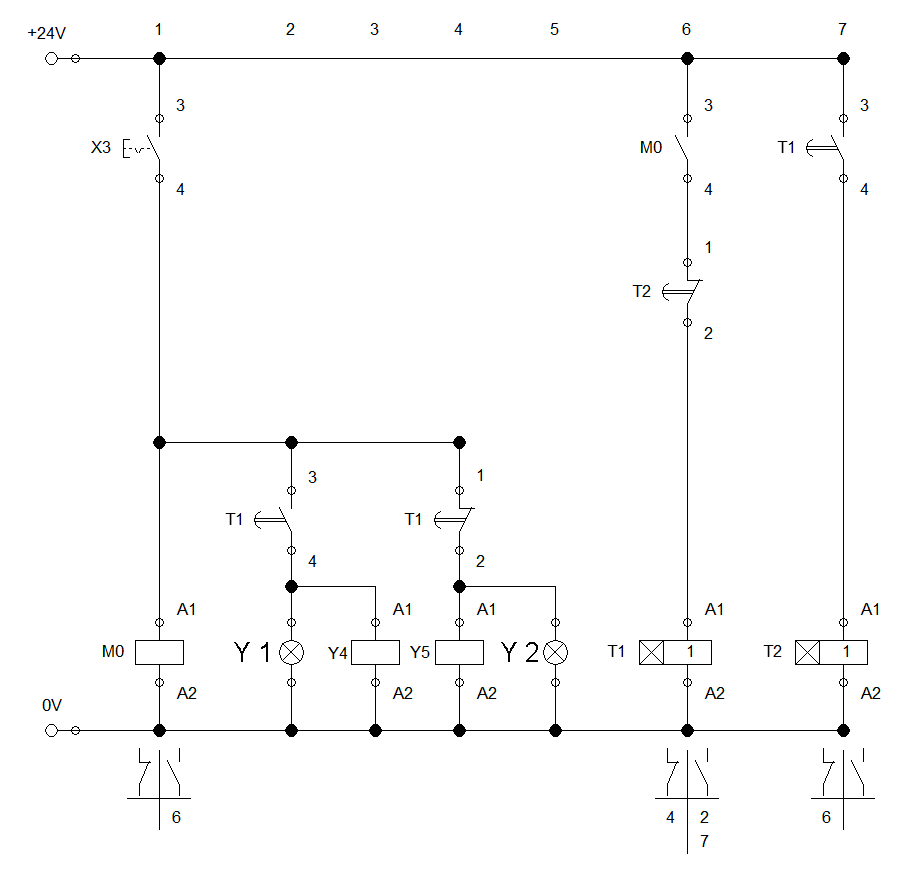 +24V 1 2 3 4 5 6 7
3 3 3
X3 M0 T1
4 4 4
1
T2
2
3 1
T1 T1
4 2
A1 A1 A1 A1 A1
M0 Y 1 Y4 Y5 Y 2 T1 1 T2 1
A2 A2 A2 A2 A2
0V
6 4 2 6
7